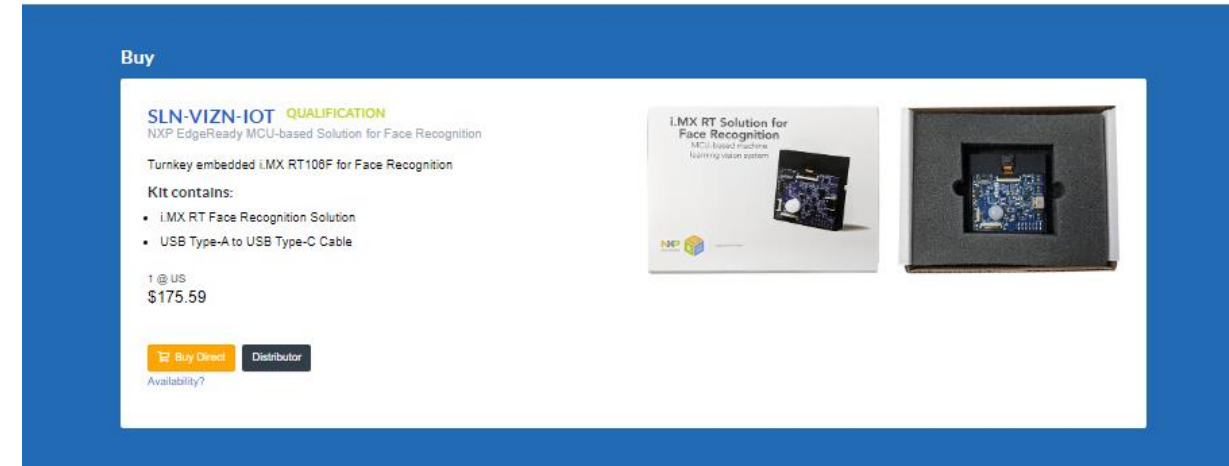 Buy
SLN-VIZN-IOT QUALIFICATION
NXP EdgeReady MCU-based Solution for Face Recognition
Turnkey embedded i.MX RT106F for Face Recognition
Kit contains:
• i.MX RT Face Recognition Solution
• USB Type-A to USB Type-C Cable
1 @ US
$175.59
Buy Direct
Distributor
Availability?
i.MX RT Solution for
Face Recognition
MCU-based machine
learning vision system
NXP